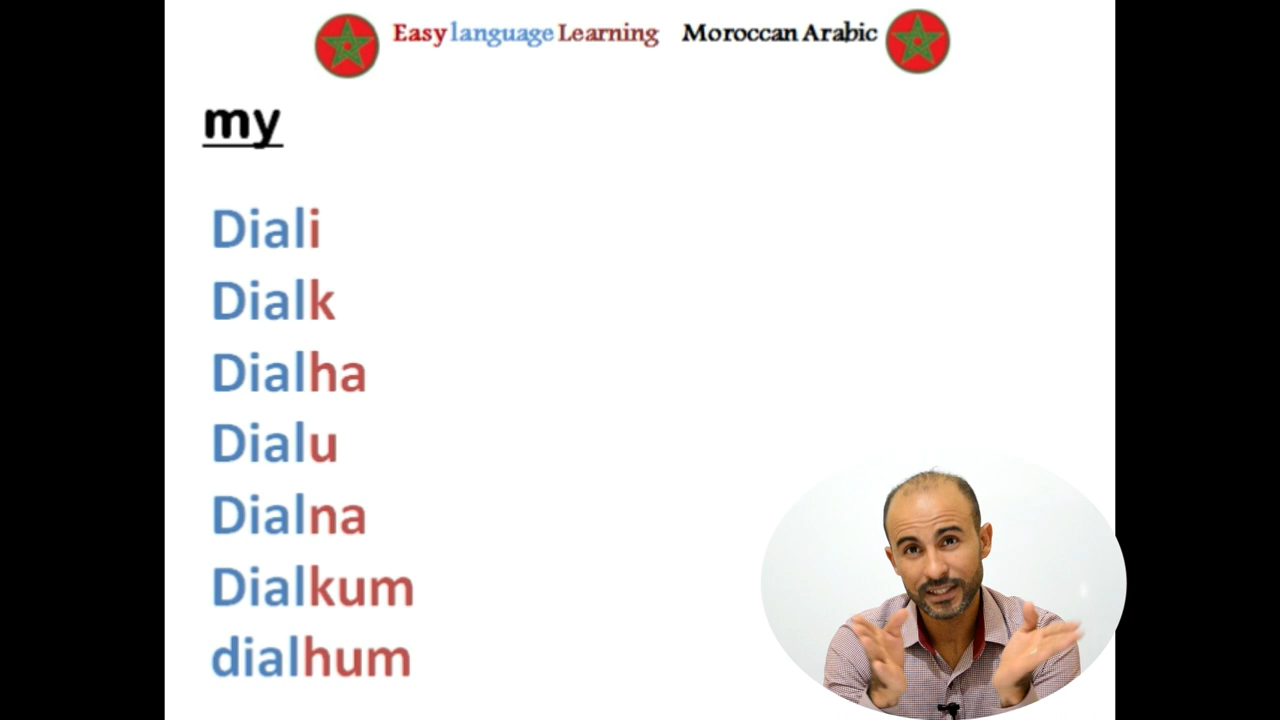 Easy language Learning Moroccan Arabic
my
Diali
Dialk
Dialha
Dialu
Dialna
Dialkum
dialhum